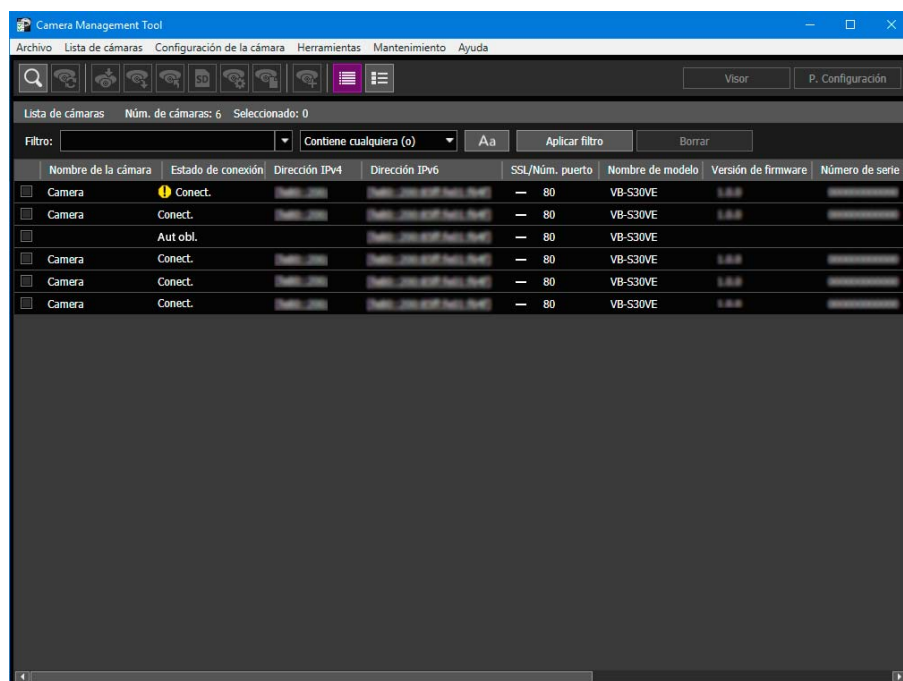 Camera Management Tool
Archivo Lista de cámaras Configuración de la cámara Herramientas Mantenimiento Ayuda
SD Visor P. Configuración
Lista de cámaras Núm. de cámaras: 6 Seleccionado: 0
Filtro: Contiene cualquiera (o) Aa Aplicar filtro Borrar
Nombre de la cámara Estado de conexión Dirección IPv4 Dirección IPv6 SSL/Núm. puerto Nombre de modelo Versión de firmware Número de serie
Camera Conect. — 80 VB-S30VE
Camera Conect. — 80 VB-S30VE
Aut obl. — 80 VB-S30VE
Camera Conect. — 80 VB-S30VE
Camera Conect. — 80 VB-S30VE
Camera Conect. — 80 VB-S30VE